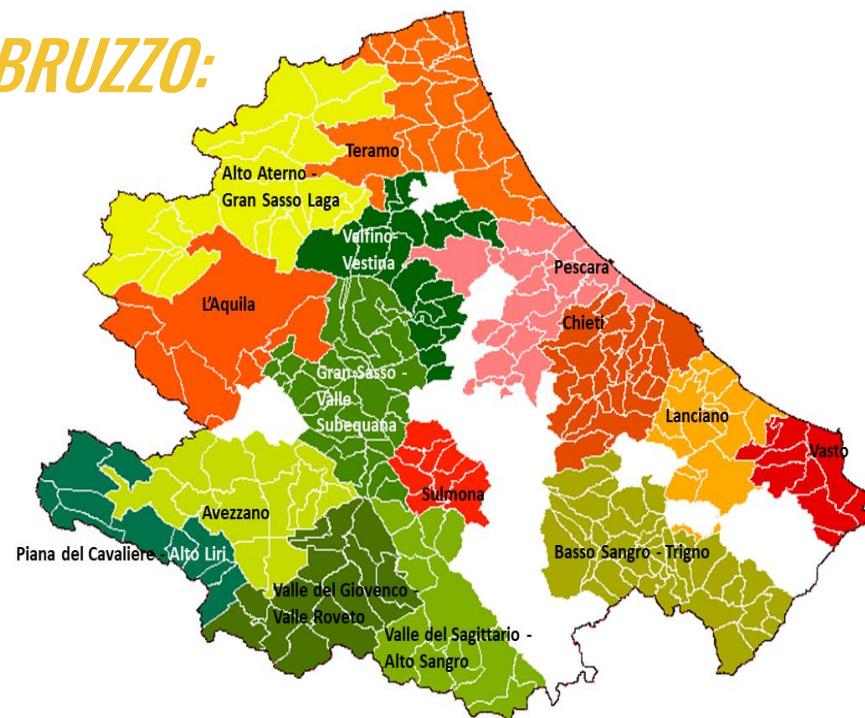 BRUZZO:
Teramo
Alto Aterno -
Gran Sasso Laga
Valfino-
Vestina
Pescara
L'Aquila
Chieti
Gran Sasso -
Valle
Subequana
Lanciano
Vasto
Sulmona
Avezzano
Piana del Cavaliere - Alto Liri
Basso Sangro - Trigno
Valle del Giovenco -
Valle Roveto
Valle del Sagittario -
Alto Sangro